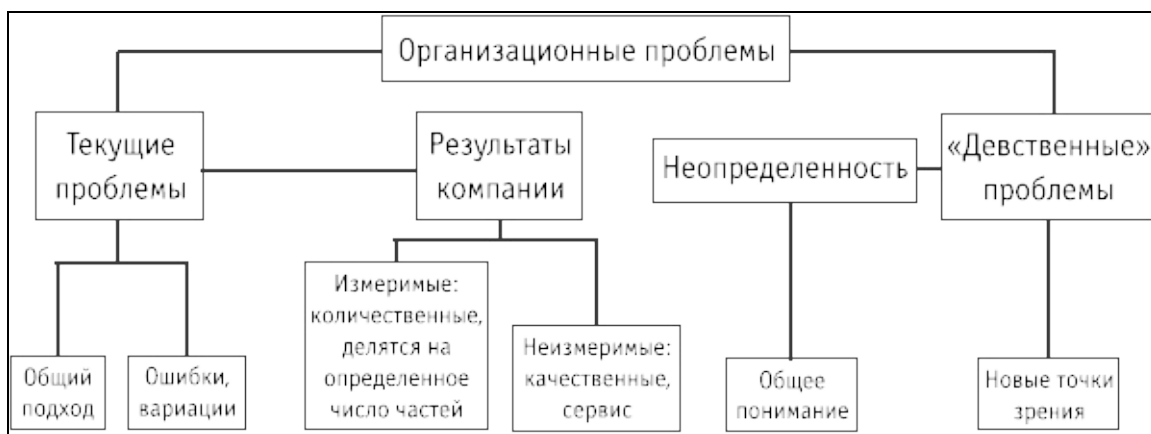 Организационные проблемы
Текущие
проблемы
Результаты
компании
Неопределенность
«Девственные»
проблемы
Общий
подход
Ошибки,
вариации
Измеримые:
количественные,
делятся на
определенное
число частей
Неизмеримые:
качественные,
сервис
Общее
понимание
Новые точки
зрения